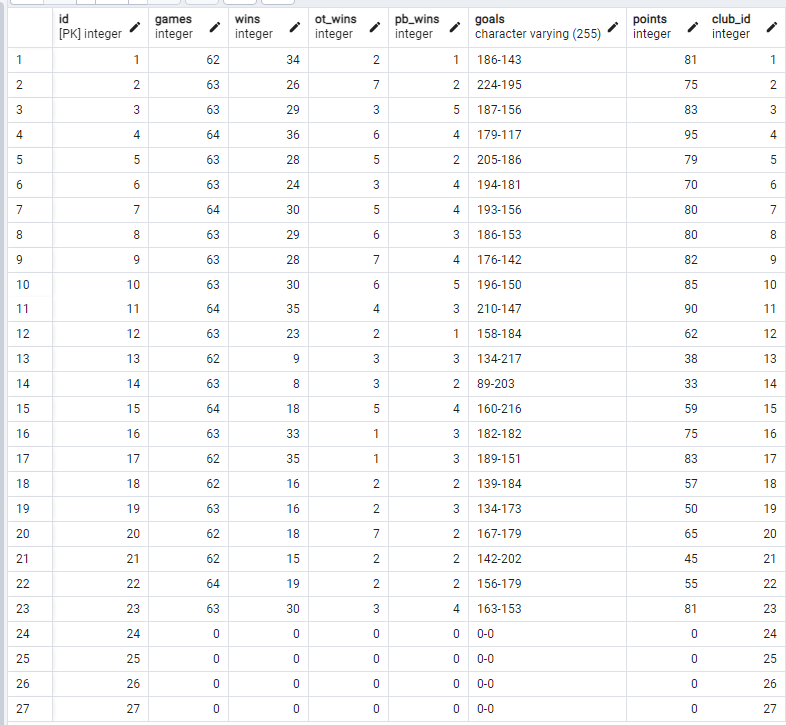 id games wins ot_wins pb_wins goals points club_id
[PK] integer integer integer integer integer character varying (255) integer integer
1 1 62 34 2 1 186-143 81 1
2 2 63 26 7 2 224-195 75 2
3 3 63 29 3 5 187-156 83 3
4 4 64 36 6 4 179-117 95 4
5 5 63 28 5 2 205-186 79 5
6 6 63 24 3 4 194-181 70 6
7 7 64 30 5 4 193-156 80 7
8 8 63 29 6 3 186-153 80 8
9 9 63 28 7 4 176-142 82 9
10 10 63 30 6 5 196-150 85 10
11 11 64 35 4 3 210-147 90 11
12 12 63 23 2 1 158-184 62 12
13 13 62 9 3 3 134-217 38 13
14 14 63 8 3 2 89-203 33 14
15 15 64 18 5 4 160-216 59 15
16 16 63 33 1 3 182-182 75 16
17 17 62 35 1 3 189-151 83 17
18 18 62 16 2 2 139-184 57 18
19 19 63 16 2 3 134-173 50 19
20 20 62 18 7 2 167-179 65 20
21 21 62 15 2 2 142-202 45 21
22 22 64 19 2 2 156-179 55 22
23 23 63 30 3 4 163-153 81 23
24 24 0 0 0 0 0-0 0 24
25 25 0 0 0 0 0-0 0 25
26 26 0 0 0 0 0-0 0 26
27 27 0 0 0 0 0-0 0 27